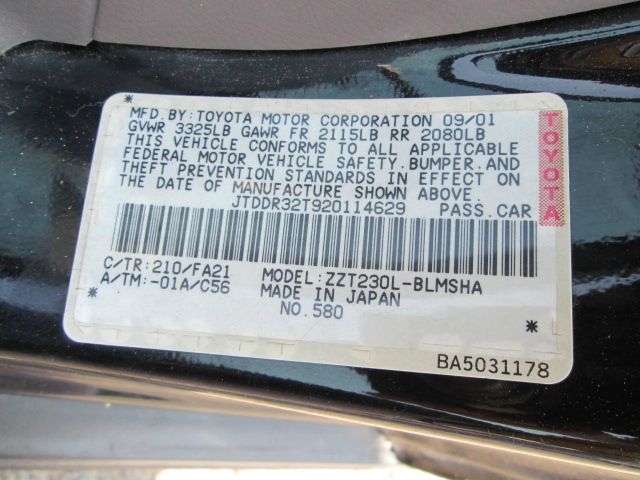 MFD. BY: TOYOTA MOTOR CORPORATION 09/01
GVWR 3325LB GAWR FR 2115LB RR 2080LB
THIS VEHICLE CONFORMS TO ALL APPLICABLE
FEDERAL MOTOR VEHICLE SAFETY, BUMPER, AND
THEFT PREVENTION STANDARDS IN EFFECT ON
THE DATE OF MANUFACTURE SHOWN ABOVE.
JTDDR32T920114629 PASS. CAR
C/TR: 210/FA21 MODEL: ZZT230L-BLMSHA
A/TM: -01A/C56 MADE IN JAPAN
NO. 580
BA5031178
TOYOTA